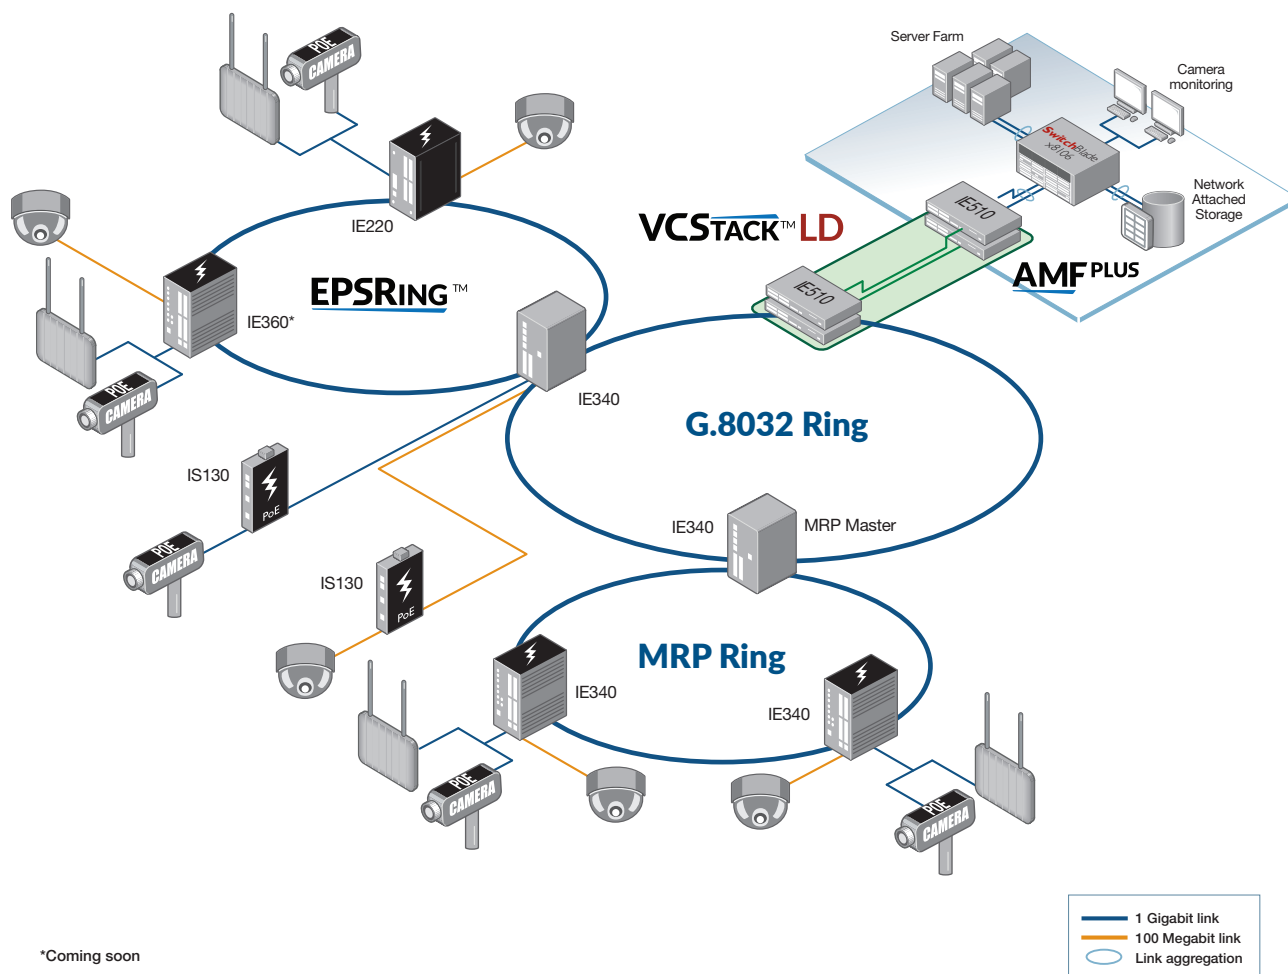 Server Farm
Camera
monitoring
SwitchBlade
x8106
Network
Attached
Storage
IE510
VCSTACK™ LD
IE510
AMF PLUS
POE
CAMERA
IE220
EPSRING™
IE360*
POE
CAMERA
IE340
G.8032 Ring
IS130
PoE
POE
CAMERA
IE340
MRP Master
IS130
PoE
MRP Ring
IE340
IE340
POE
CAMERA
POE
CAMERA
1 Gigabit link
100 Megabit link
Link aggregation
*Coming soon